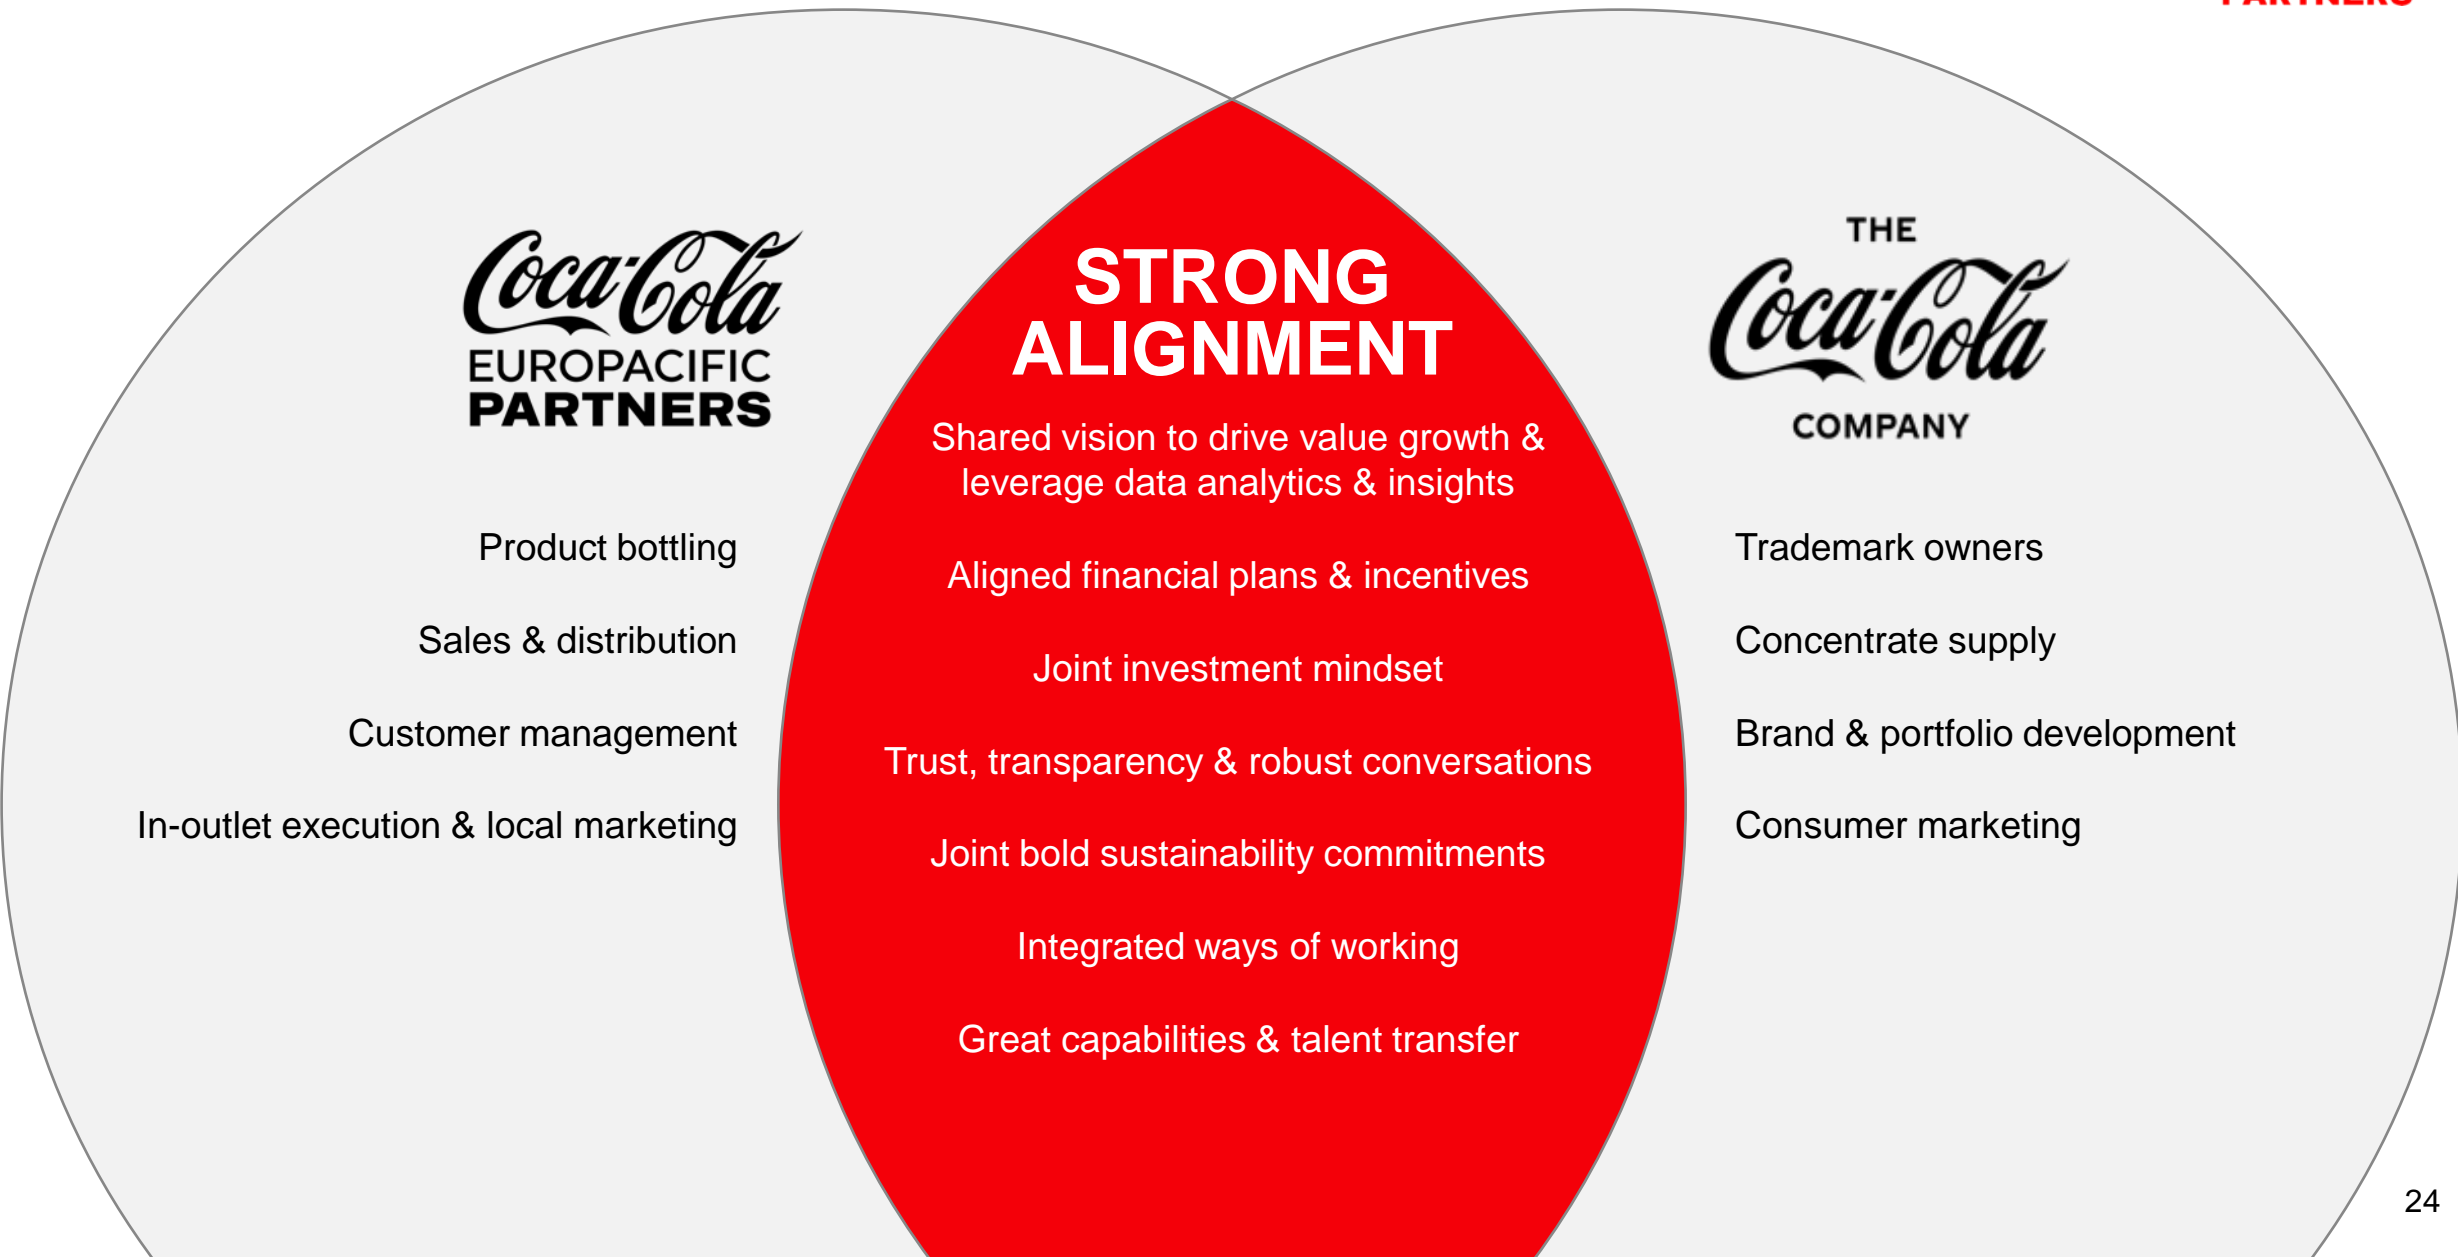 PARTNERS
Coca-Cola
EUROPACIFIC
PARTNERS
Product bottling
Sales & distribution
Customer management
In-outlet execution & local marketing
STRONG
ALIGNMENT
Shared vision to drive value growth &
leverage data analytics & insights
Aligned financial plans & incentives
Joint investment mindset
Trust, transparency & robust conversations
Joint bold sustainability commitments
Integrated ways of working
Great capabilities & talent transfer
THE
Coca-Cola
COMPANY
Trademark owners
Concentrate supply
Brand & portfolio development
Consumer marketing
24